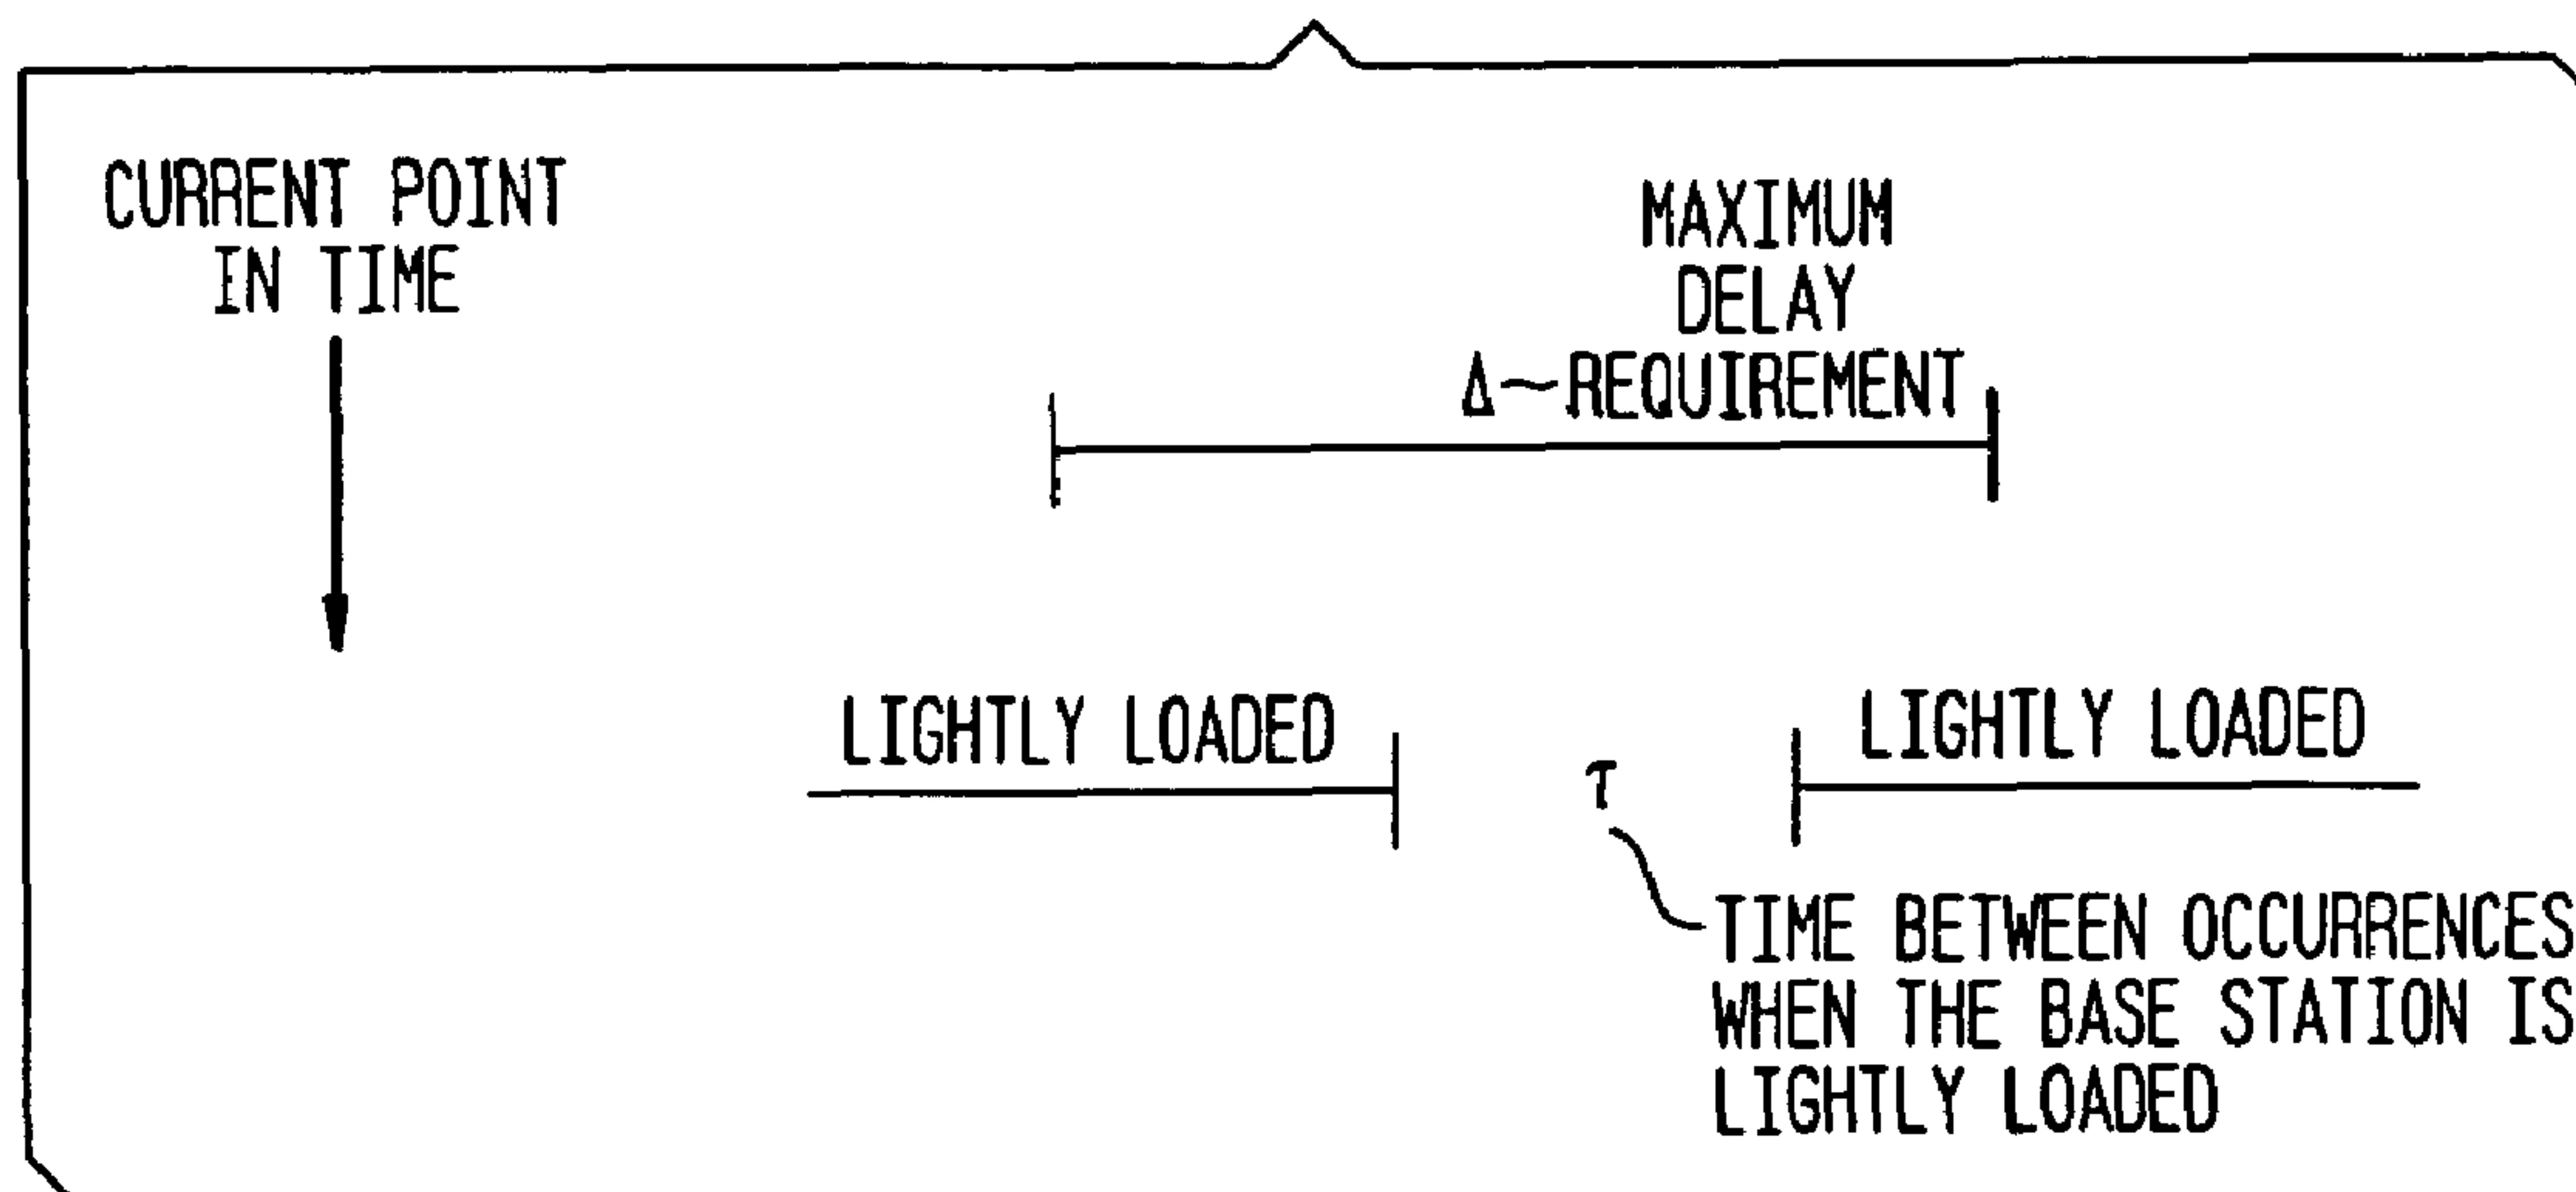 CURRENT POINT
IN TIME
MAXIMUM
DELAY
Δ~REQUIREMENT
LIGHTLY LOADED
LIGHTLY LOADED
τ
TIME BETWEEN OCCURRENCES
WHEN THE BASE STATION IS
LIGHTLY LOADED